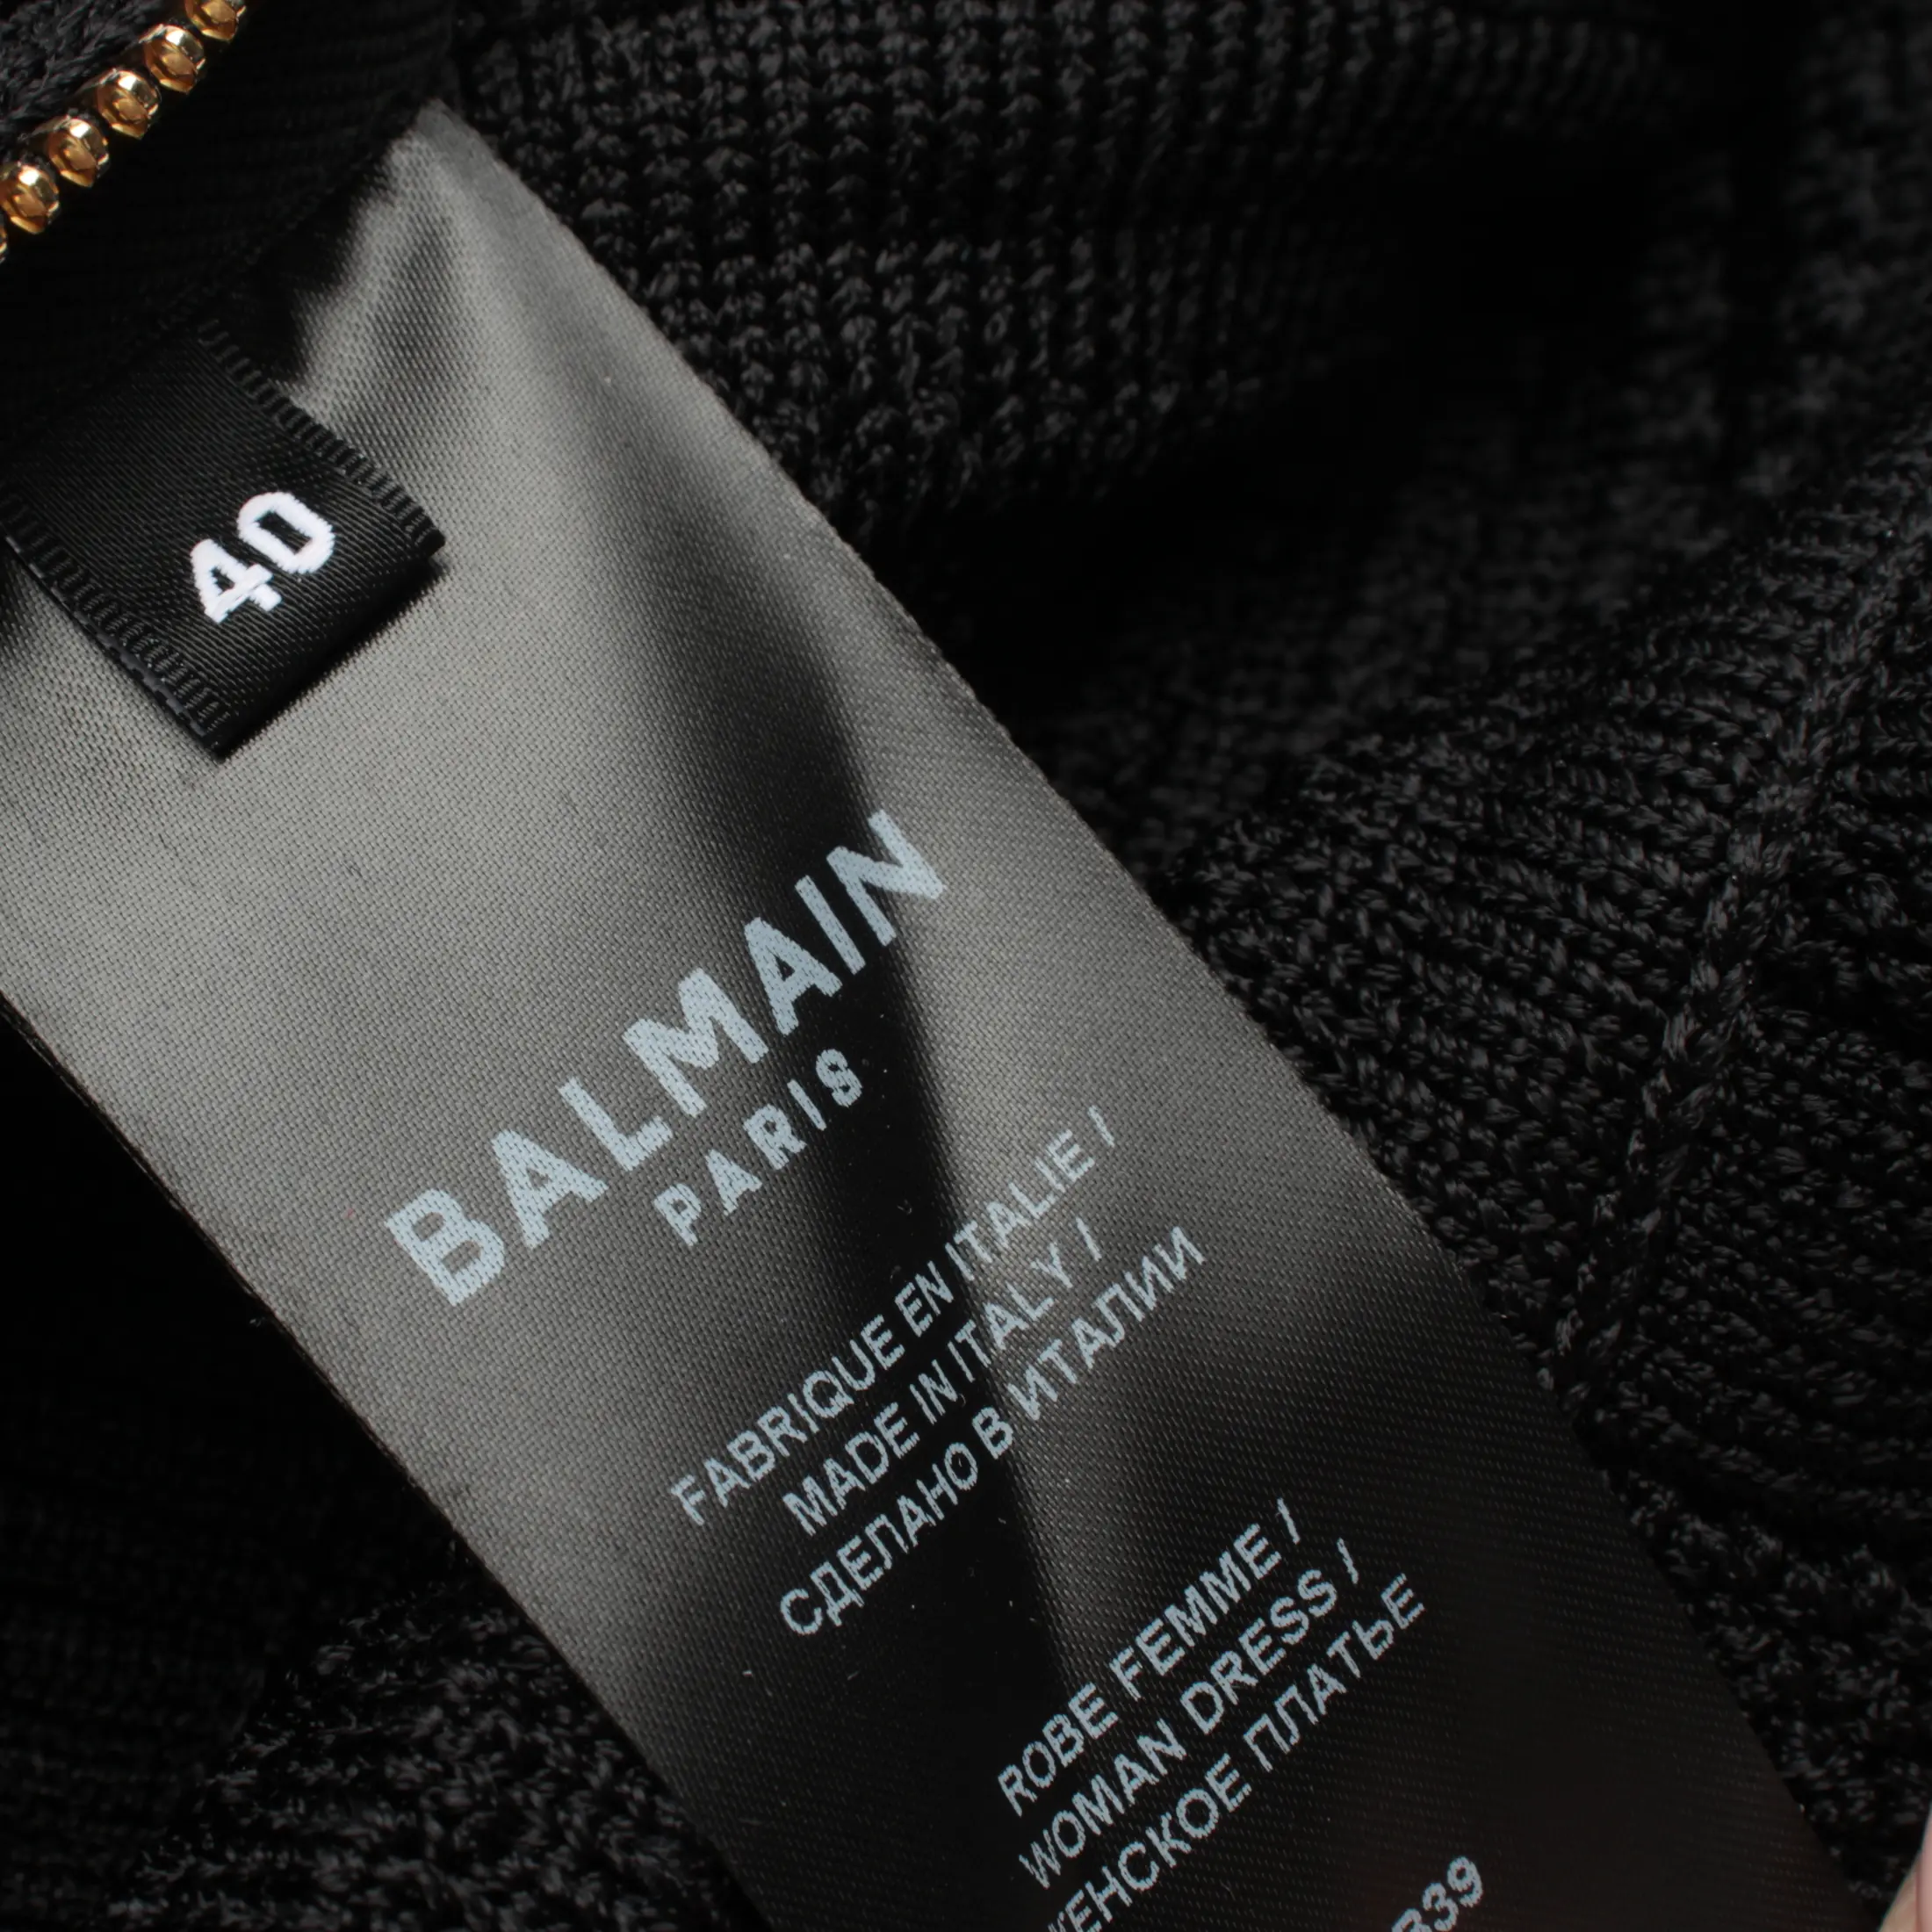 40
BALMAIN
PARIS
FABRIQUE EN ITALIE /
MADE IN ITALY /
СДЕЛАНО В ИТАЛИИ
ROBE FEMME /
WOMAN DRESS /
ЖЕНСКОЕ ПЛАТЬЕ